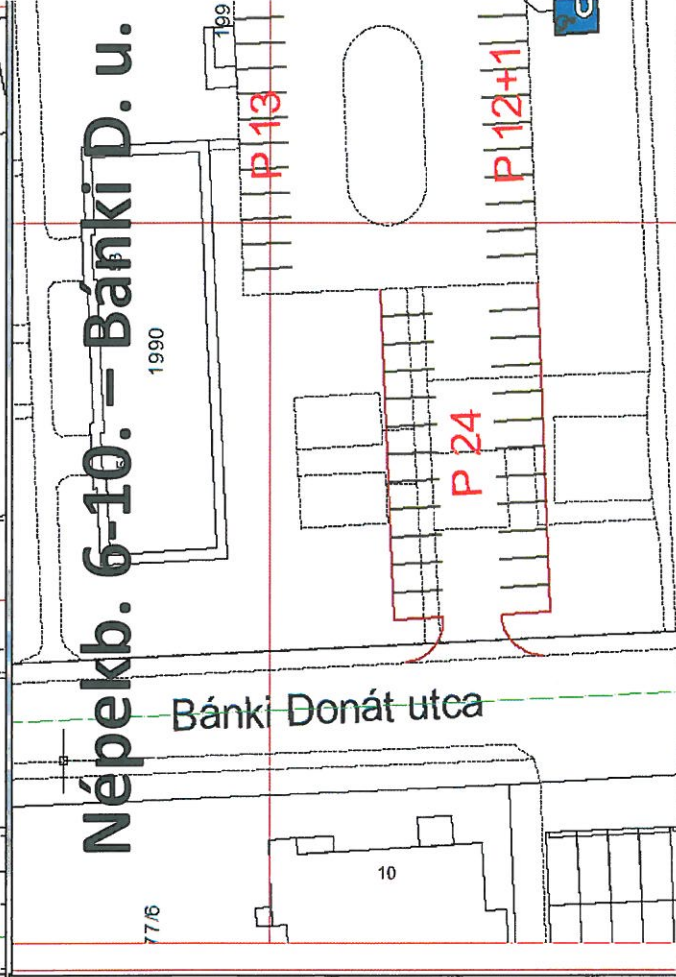 Népekb. 6-10. – Bánki D. u.
P 13
P 12+1
P 24
199
1990
Bánki Donát utca
10
77/6